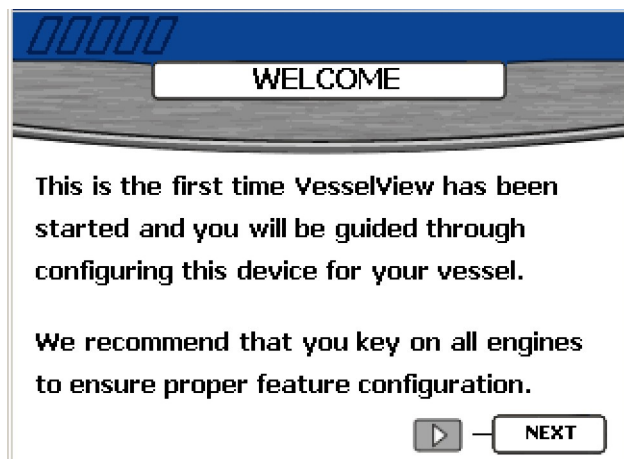 WELCOME
This is the first time VesselView has been
started and you will be guided through
configuring this device for your vessel.
We recommend that you key on all engines
to ensure proper feature configuration.
NEXT